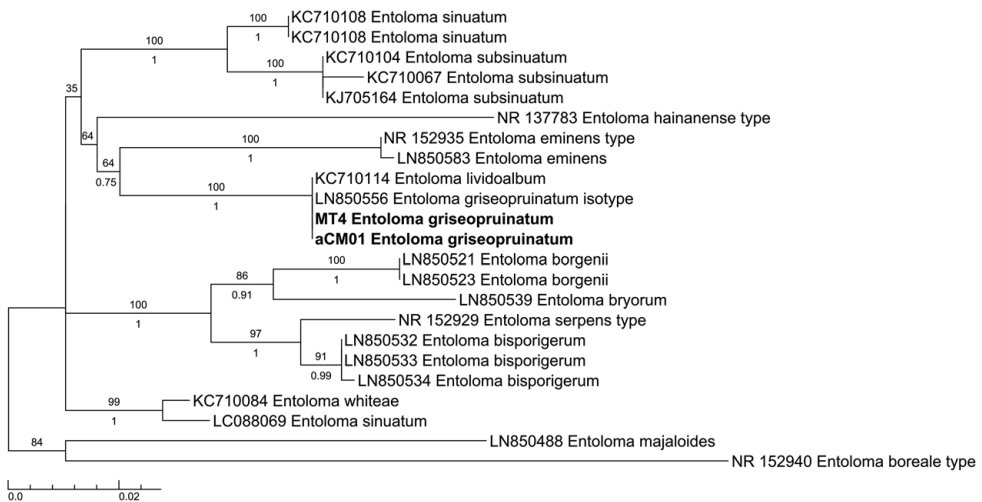 100
KC710108 Entoloma sinuatum
1
KC710108 Entoloma sinuatum
100
1
KC710104 Entoloma subsinuatum
100
1
KC710067 Entoloma subsinuatum
35
KJ705164 Entoloma subsinuatum
NR 137783 Entoloma hainanense type
64
100
NR 152935 Entoloma eminens type
1
LN850583 Entoloma eminens
64
0.75
KC710114 Entoloma lividoalbum
100
1
LN850556 Entoloma griseopruinatum isotype
MT4 Entoloma griseopruinatum
aCM01 Entoloma griseopruinatum
LN850521 Entoloma borgenii
100
1
LN850523 Entoloma borgenii
86
0.91
LN850539 Entoloma bryorum
100
1
NR 152929 Entoloma serpens type
97
1
LN850532 Entoloma bisporigerum
91
0.99
LN850533 Entoloma bisporigerum
LN850534 Entoloma bisporigerum
99
1
KC710084 Entoloma whiteae
LC088069 Entoloma sinuatum
84
LN850488 Entoloma majaloides
NR 152940 Entoloma boreale type
0.0 0.02